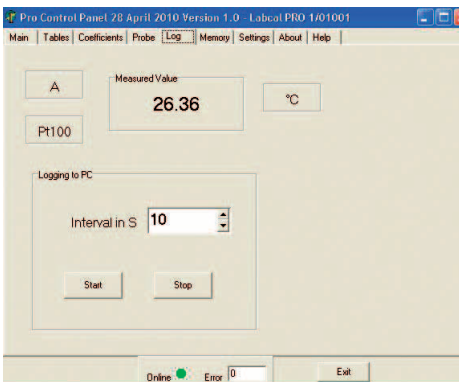 Pro Control Panel 28 April 2010 Version 1.0 - Labcal PRO 1/01001
Main Tables Coefficients Probe Log Memory Settings About Help
Measured Value
A
26.36
°C
Pt100
Logging to PC
Interval in S 10
Start Stop
Online Error 0 Exit